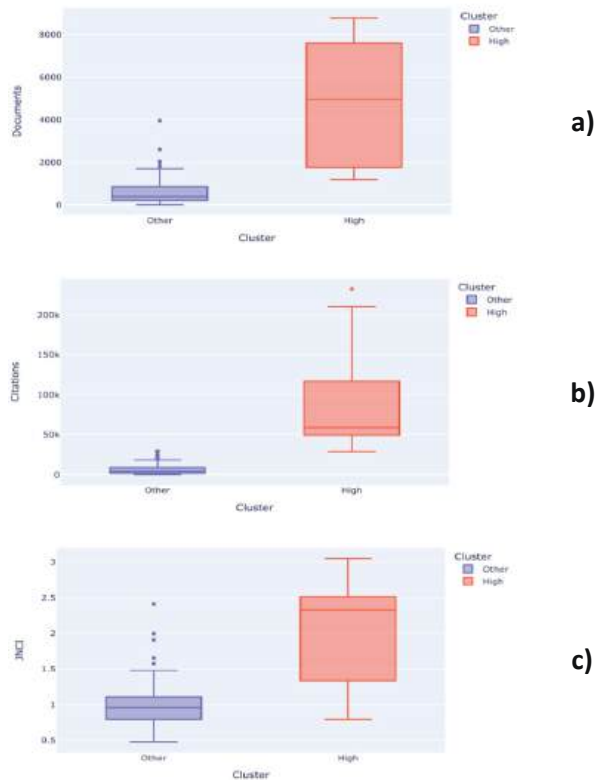 Cluster
Other
High
8000
6000
4000
2000
0
Documents
Other
High
Cluster
a)
Cluster
Other
High
200k
150k
100k
50k
0
Citations
Other
High
Cluster
b)
Cluster
Other
High
3
2.5
2
1.5
1
0.5
JNCI
Other
High
Cluster
c)